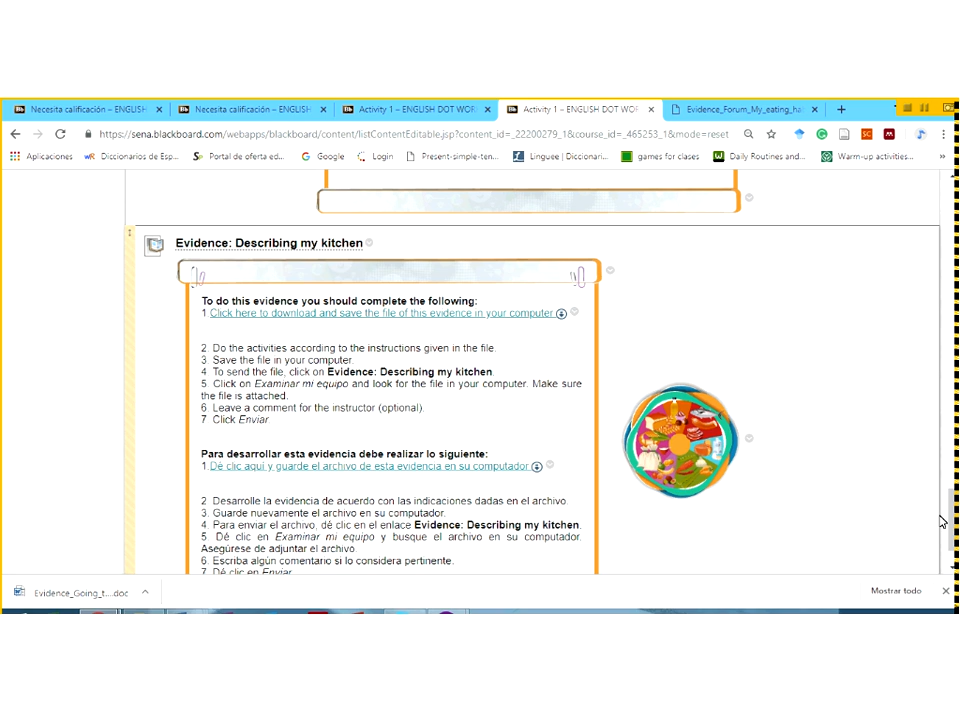 Necesita calificación – ENGLISH
Necesita calificación – ENGLISH
Activity 1 – ENGLISH DOT WOR
Activity 1 – ENGLISH DOT WOR
Evidence_Forum_My_eating_ha
https://sena.blackboard.com/webapps/blackboard/content/listContentEditable.jsp?content_id=_22200279_1&course_id=_465253_1&mode=reset
Aplicaciones
Diccionarios de Esp...
Portal de oferta ed...
Google
Login
Present-simple-ten...
Linguee | Diccionari...
games for clases
Daily Routines and...
Warm-up activities...
Evidence: Describing my kitchen
To do this evidence you should complete the following:
1.Click here to download and save the file of this evidence in your computer
2. Do the activities according to the instructions given in the file.
3. Save the file in your computer.
4. To send the file, click on Evidence: Describing my kitchen.
5. Click on Examinar mi equipo and look for the file in your computer. Make sure
the file is attached.
6. Leave a comment for the instructor (optional).
7. Click Enviar.
Para desarrollar esta evidencia debe realizar lo siguiente:
1.Dé clic aquí y guarde el archivo de esta evidencia en su computador
2. Desarrolle la evidencia de acuerdo con las indicaciones dadas en el archivo.
3. Guarde nuevamente el archivo en su computador.
4. Para enviar el archivo, dé clic en el enlace Evidence: Describing my kitchen.
5. Dé clic en Examinar mi equipo y busque el archivo en su computador.
Asegúrese de adjuntar el archivo.
6. Escriba algún comentario si lo considera pertinente.
7. Dé clic en Enviar.
Evidence_Going_t....doc
Mostrar todo